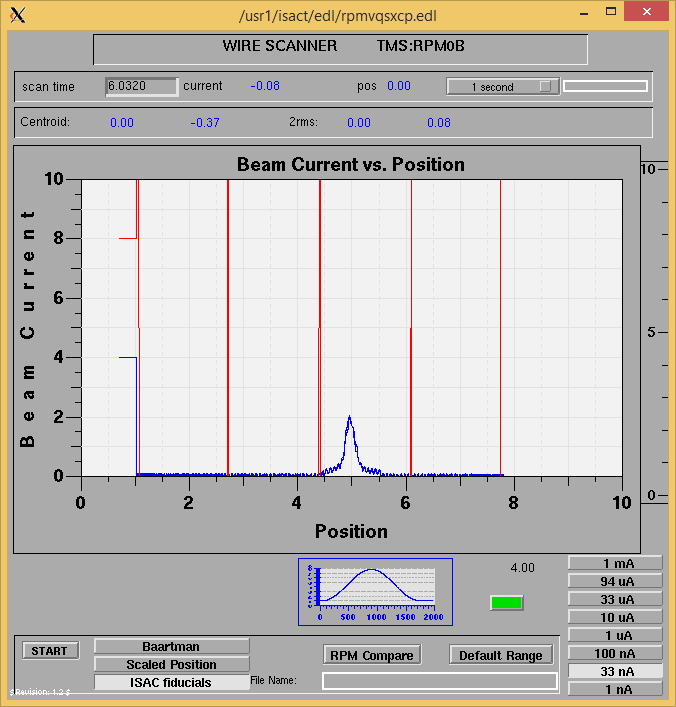 /usr1/isact/edl/rpmvqsxcp.edl
WIRE SCANNER TMS:RPM0B
scan time 6.0320 current -0.08 pos 0.00 1 second
Centroid: 0.00 -0.37 2rms: 0.00 0.08
Beam Current vs. Position
10
8
6
4
2
0
Beam Current
0 2 4 6 8 10
Position
10
5
0
8
0 500 1000 1500 2000
4.00
1 mA
94 uA
33 uA
10 uA
1 uA
100 nA
33 nA
1 nA
START
Baartman
Scaled Position
ISAC fiducials
RPM Compare
Default Range
File Name:
$Revision: 1.2 $